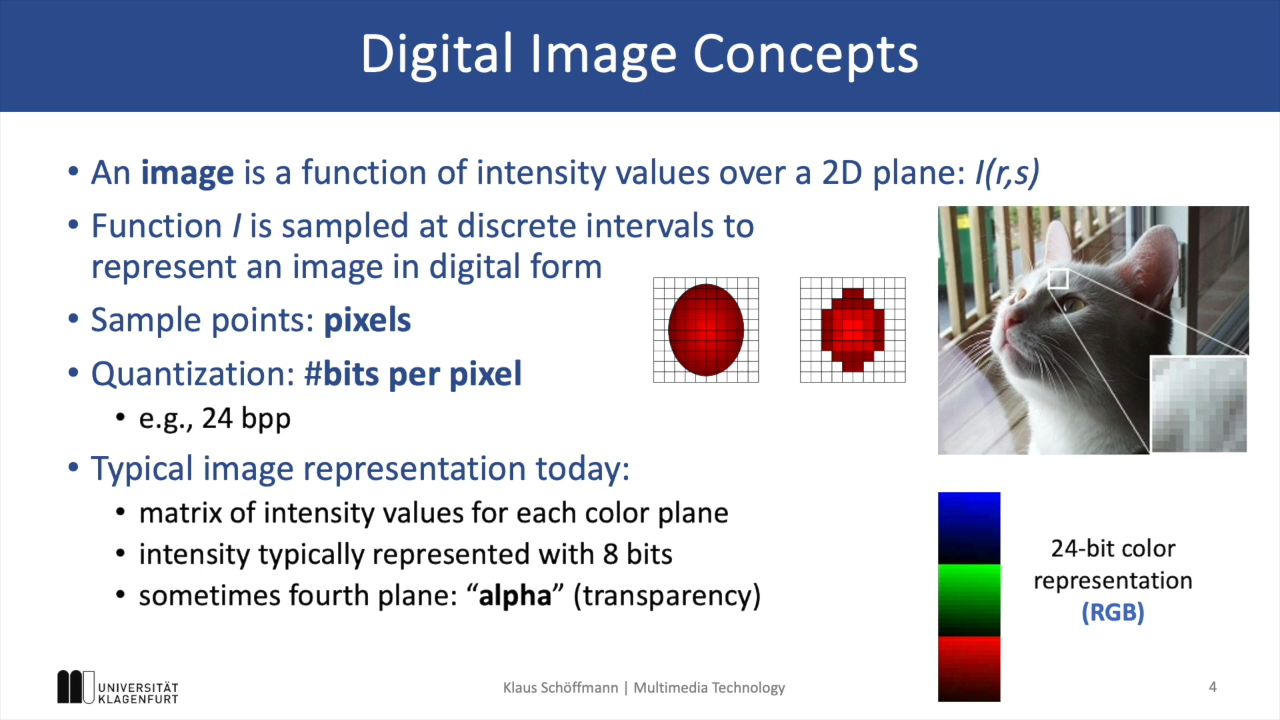 Digital Image Concepts
• An image is a function of intensity values over a 2D plane: I(r,s)
• Function I is sampled at discrete intervals to
represent an image in digital form
• Sample points: pixels
• Quantization: #bits per pixel
• e.g., 24 bpp
• Typical image representation today:
• matrix of intensity values for each color plane
• intensity typically represented with 8 bits
• sometimes fourth plane: “alpha” (transparency)
24-bit color
representation
(RGB)
UNIVERSITÄT
KLAGENFURT
Klaus Schöffmann | Multimedia Technology
4